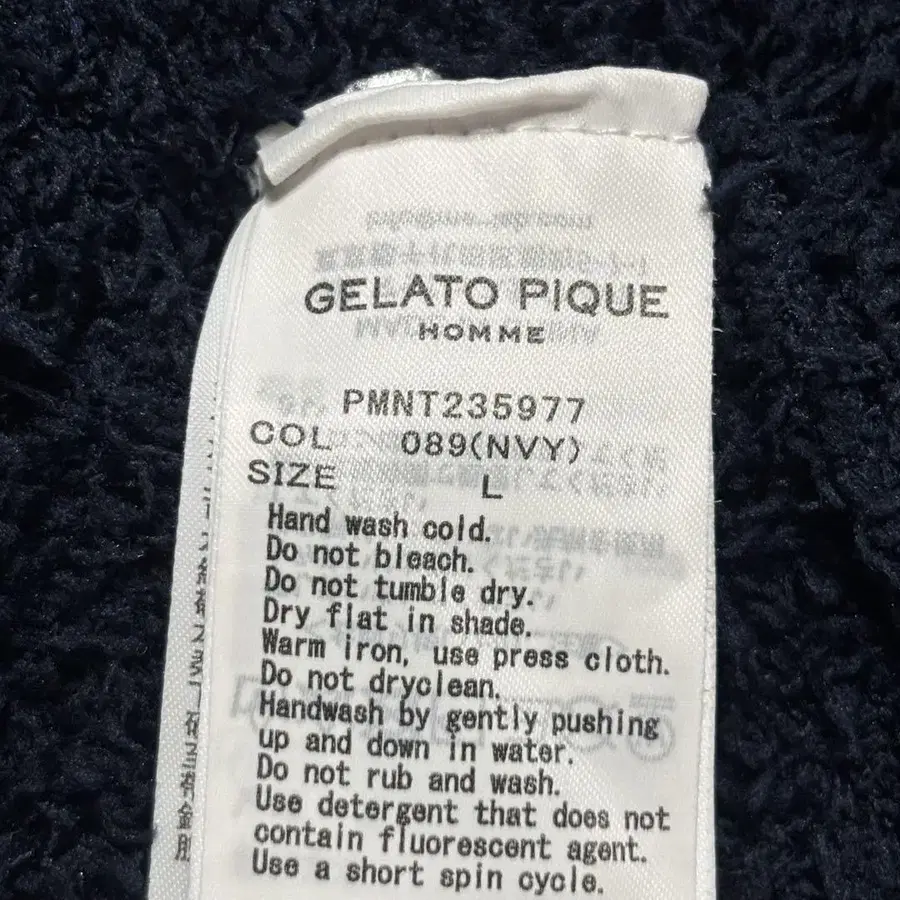 GELATO PIQUE
HOMME
PMNT235977
COL 089(NVY)
SIZE L
Hand wash cold.
Do not bleach.
Do not tumble dry.
Dry flat in shade.
Warm iron, use press cloth.
Do not dryclean.
Handwash by gently pushing
up and down in water.
Do not rub and wash.
Use detergent that does not
contain fluorescent agent.
Use a short spin cycle.